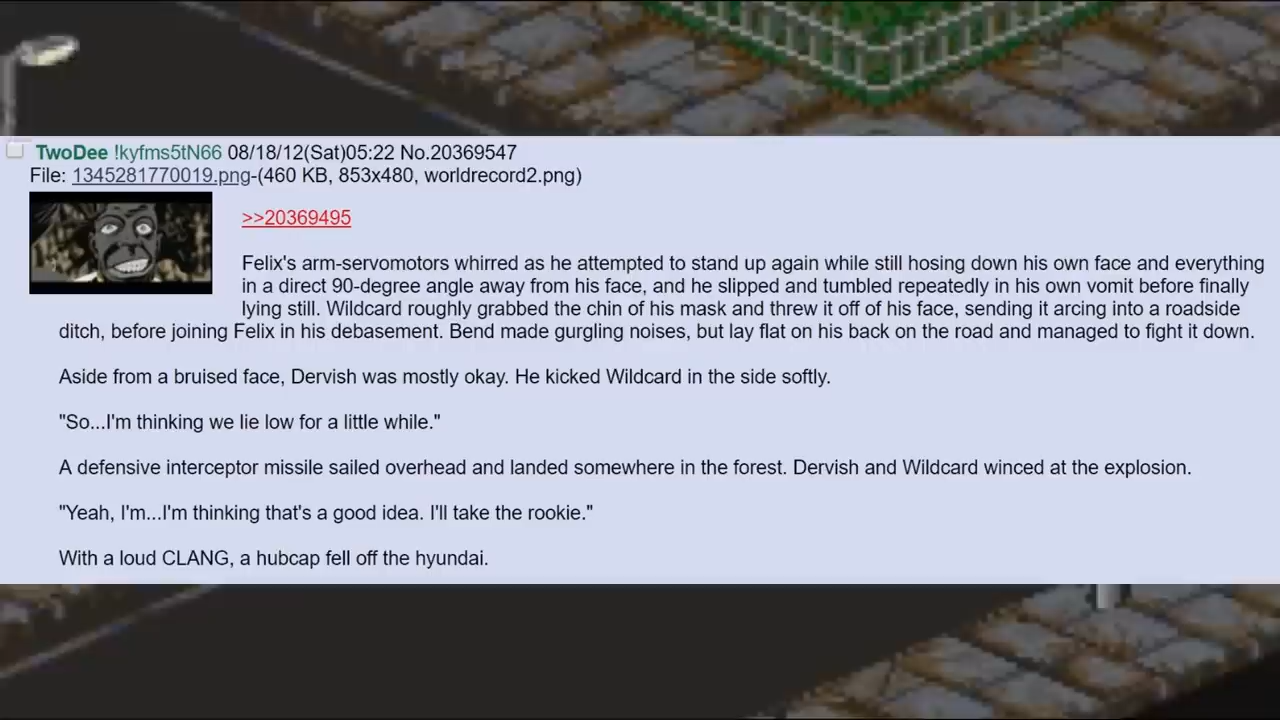 TwoDee !kyfms5tN66 08/18/12(Sat)05:22 No.20369547
File: 1345281770019.png-(460 KB, 853x480, worldrecord2.png)
>>20369495
Felix's arm-servomotors whirred as he attempted to stand up again while still hosing down his own face and everything
in a direct 90-degree angle away from his face, and he slipped and tumbled repeatedly in his own vomit before finally
lying still. Wildcard roughly grabbed the chin of his mask and threw it off of his face, sending it arcing into a roadside
ditch, before joining Felix in his debasement. Bend made gurgling noises, but lay flat on his back on the road and managed to fight it down.
Aside from a bruised face, Dervish was mostly okay. He kicked Wildcard in the side softly.
"So...I'm thinking we lie low for a little while."
A defensive interceptor missile sailed overhead and landed somewhere in the forest. Dervish and Wildcard winced at the explosion.
"Yeah, I'm...I'm thinking that's a good idea. I'll take the rookie."
With a loud CLANG, a hubcap fell off the hyundai.